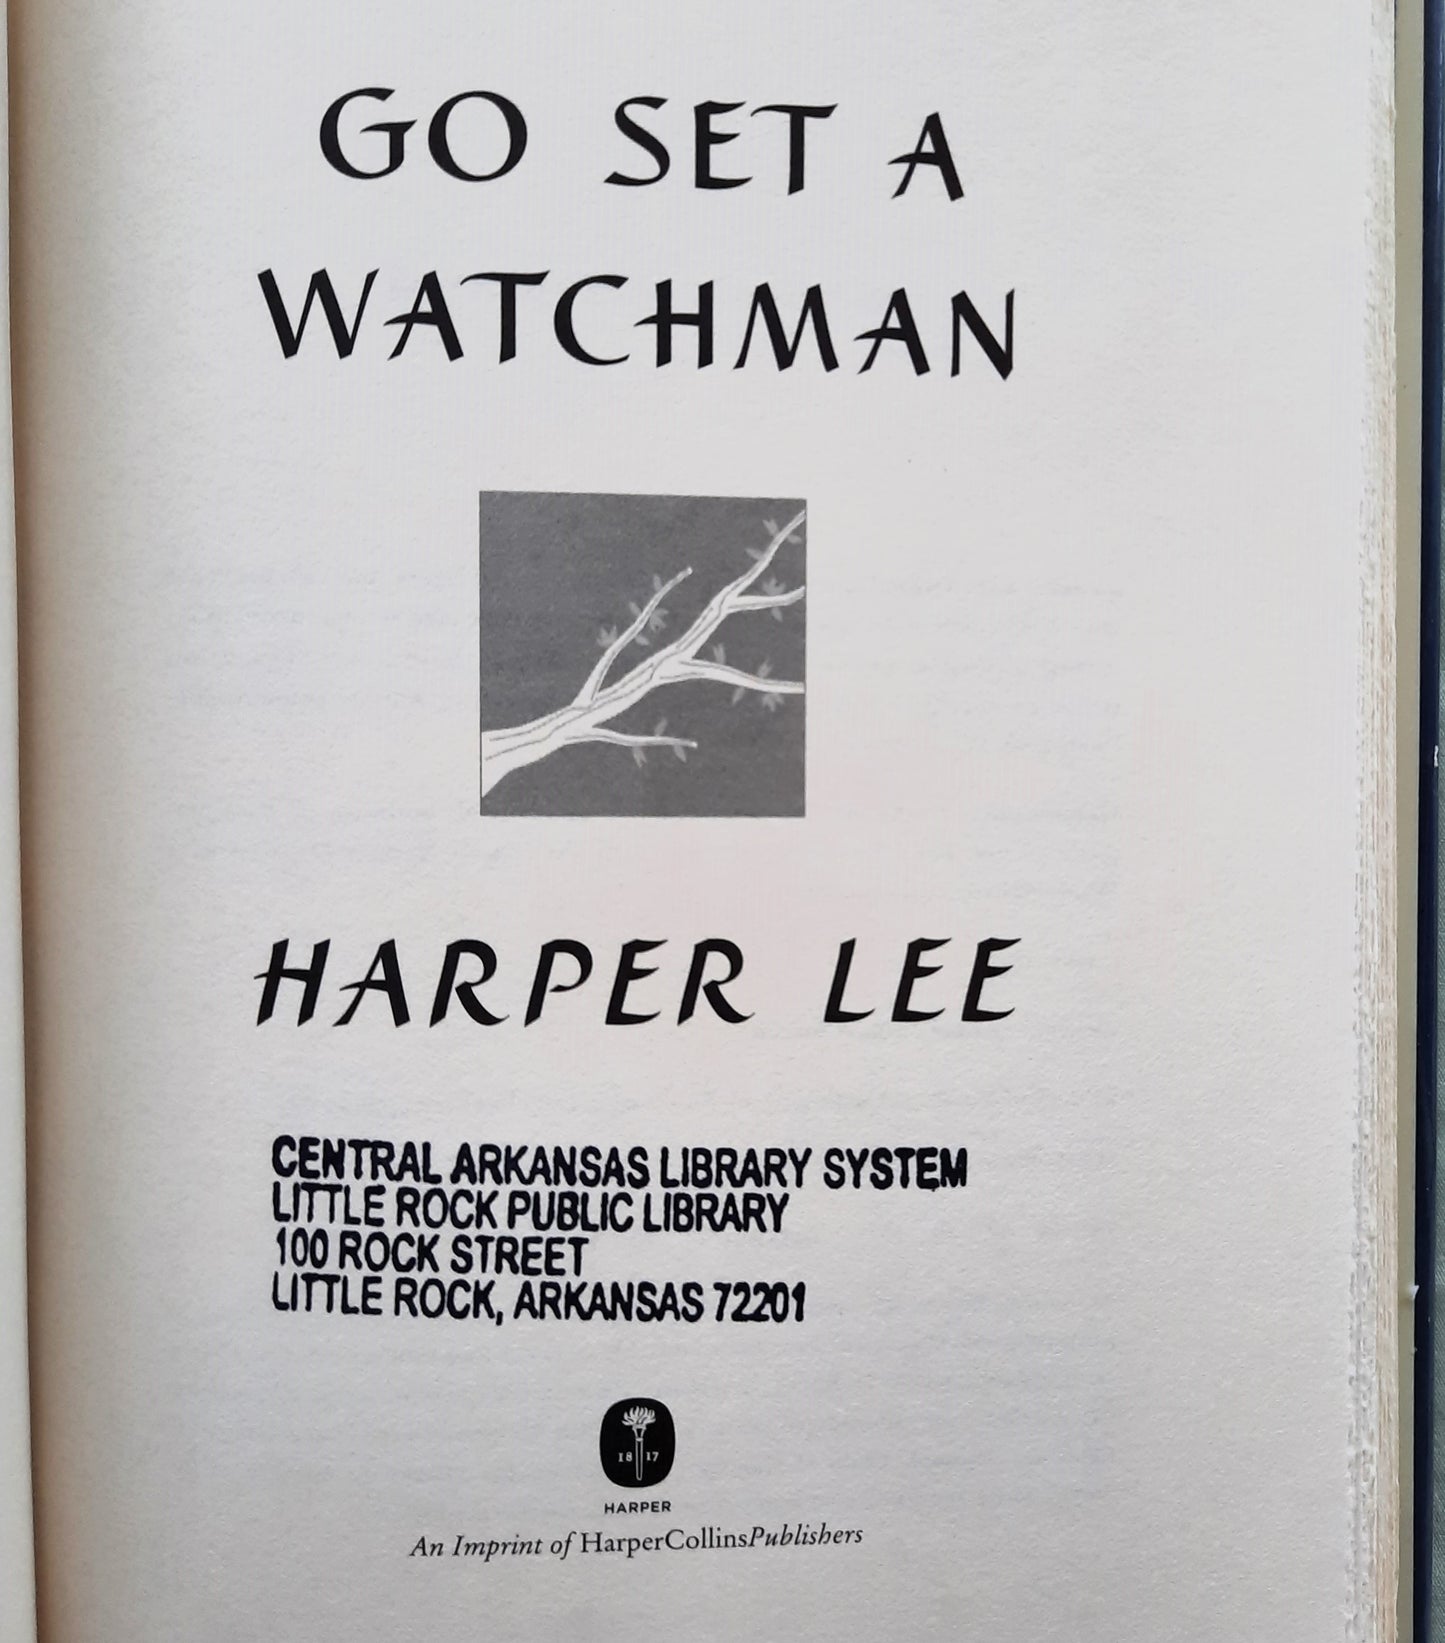 GO SET A
WATCHMAN
HARPER LEE
CENTRAL ARKANSAS LIBRARY SYSTEM
LITTLE ROCK PUBLIC LIBRARY
100 ROCK STREET
LITTLE ROCK, ARKANSAS 72201
18 17
HARPER
An Imprint of HarperCollinsPublishers